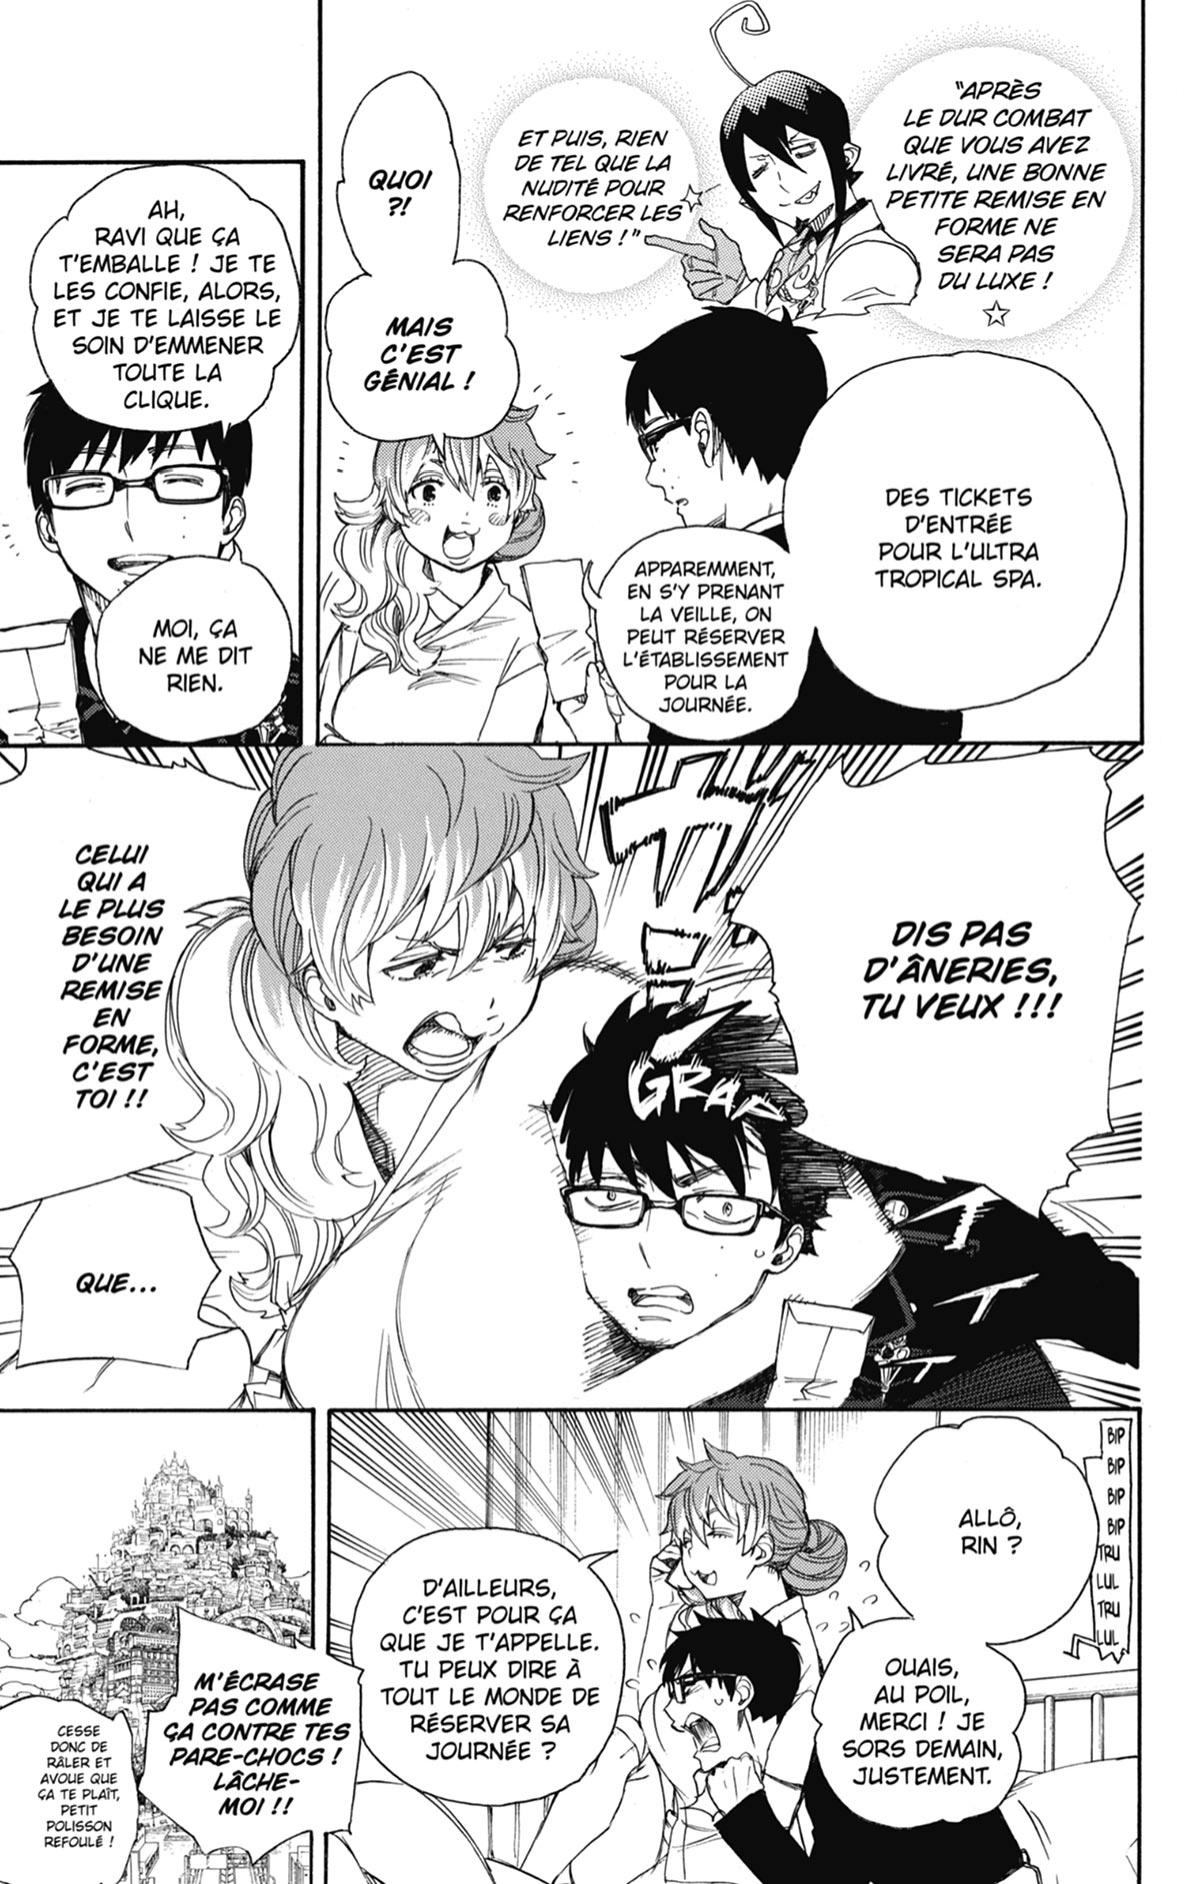 "APRÈS
LE DUR COMBAT
QUE VOUS AVEZ
LIVRÉ, UNE BONNE
PETITE REMISE EN
FORME NE
SERA PAS
DU LUXE !
ET PUIS, RIEN
DE TEL QUE LA
NUDITÉ POUR
RENFORCER LES
LIENS !"
DES TICKETS
D'ENTRÉE
POUR L'ULTRA
TROPICAL SPA.
APPAREMMENT,
EN S'Y PRENANT
LA VEILLE, ON
PEUT RÉSERVER
L'ÉTABLISSEMENT
POUR LA
JOURNÉE.
QUOI
?!
MAIS
C'EST
GÉNIAL !
AH,
RAVI QUE ÇA
T'EMBALLE ! JE TE
LES CONFIE, ALORS,
ET JE TE LAISSE LE
SOIN D'EMMENER
TOUTE LA
CLIQUE.
MOI, ÇA
NE ME DIT
RIEN.
DIS PAS
D'ÂNERIES,
TU VEUX !!!
GRAP
CELUI
QUI A
LE PLUS
BESOIN
D'UNE
REMISE
EN
FORME,
C'EST
TOI !!
QUE...
BIP
BIP
BIP
BIP
TRU
LUL
TRU
LUL
ALLÔ,
RIN ?
OUAIS,
AU POIL,
MERCI ! JE
SORS DEMAIN,
JUSTEMENT.
D'AILLEURS,
C'EST POUR ÇA
QUE JE T'APPELLE.
TU PEUX DIRE À
TOUT LE MONDE DE
RÉSERVER SA
JOURNÉE ?
M'ÉCRASE
PAS COMME
ÇA CONTRE TES
PARE-CHOCS !
LÂCHE-
MOI !!
CESSE
DONC DE
RÂLER ET
AVOUE QUE
ÇA TE PLAÎT,
PETIT
POLISSON
REFOULÉ !